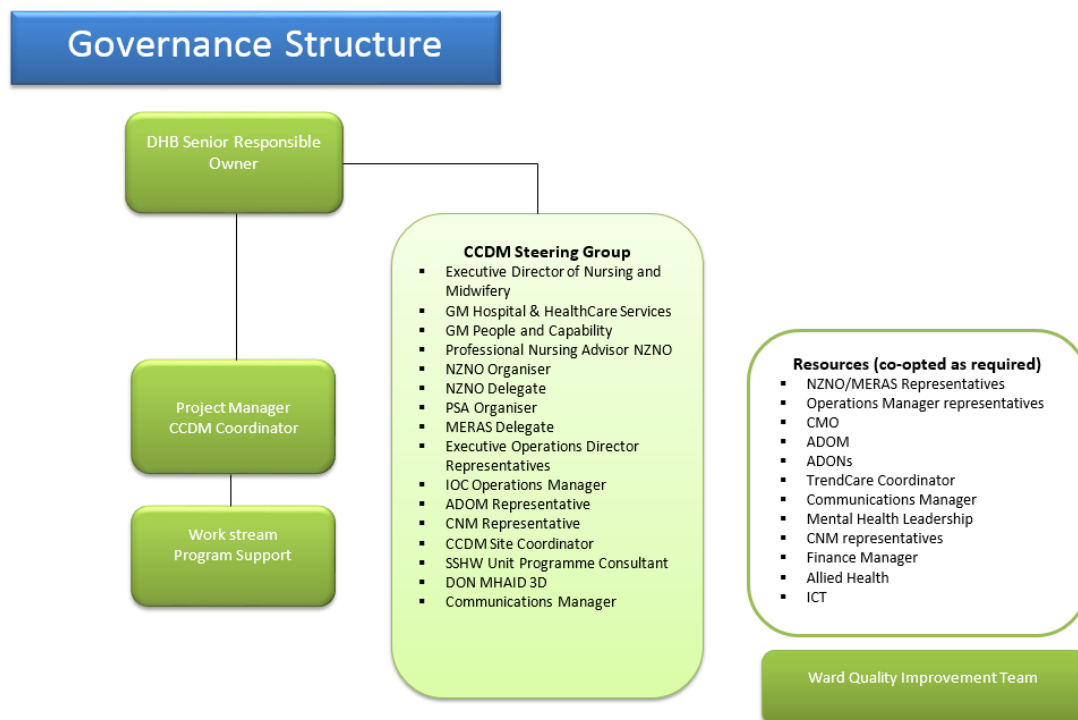 Governance Structure
DHB Senior Responsible
Owner
Project Manager
CCDM Coordinator
Work stream
Program Support
CCDM Steering Group
▪ Executive Director of Nursing and
Midwifery
▪ GM Hospital & HealthCare Services
▪ GM People and Capability
▪ Professional Nursing Advisor NZNO
▪ NZNO Organiser
▪ NZNO Delegate
▪ PSA Organiser
▪ MERAS Delegate
▪ Executive Operations Director
Representatives
▪ IOC Operations Manager
▪ ADOM Representative
▪ CNM Representative
▪ CCDM Site Coordinator
▪ SSHW Unit Programme Consultant
▪ DON MHAID 3D
▪ Communications Manager
Resources (co-opted as required)
▪ NZNO/MERAS Representatives
▪ Operations Manager representatives
▪ CMO
▪ ADOM
▪ ADONs
▪ TrendCare Coordinator
▪ Communications Manager
▪ Mental Health Leadership
▪ CNM representatives
▪ Finance Manager
▪ Allied Health
▪ ICT
Ward Quality Improvement Team